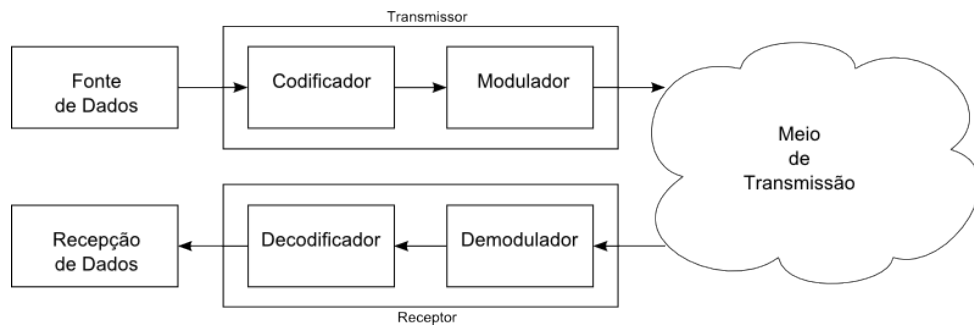 Transmissor
Fonte
de Dados
Codificador
Modulador
Meio
de
Transmissão
Recepção
de Dados
Decodificador
Demodulador
Receptor